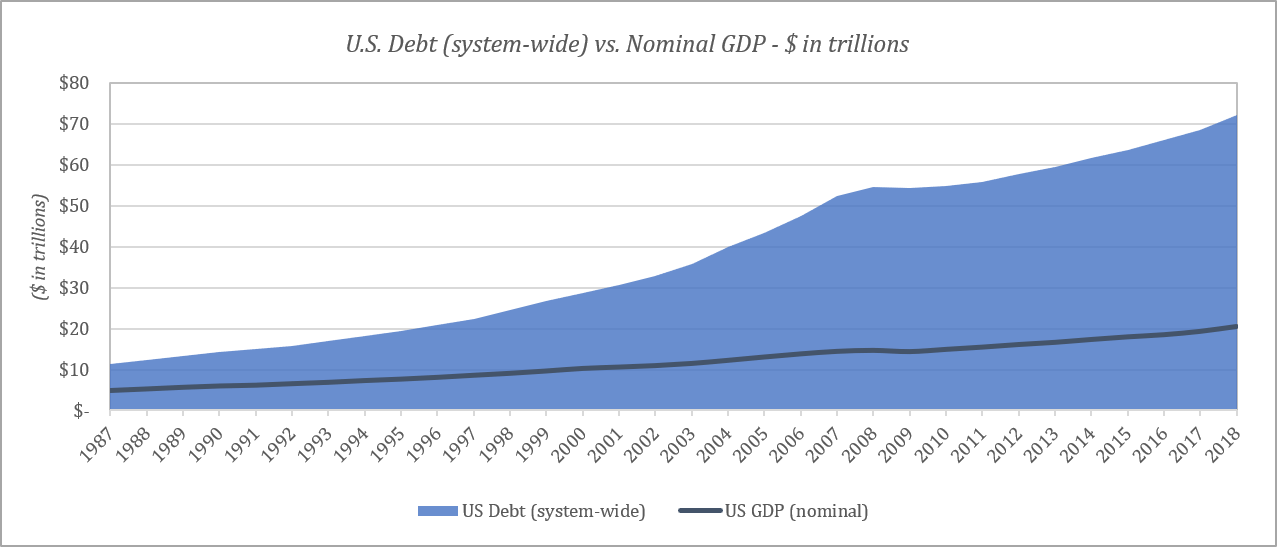 U.S. Debt (system-wide) vs. Nominal GDP - $ in trillions
($ in trillions)
$80
$70
$60
$50
$40
$30
$20
$10
$-
1987 1988 1989 1990 1991 1992 1993 1994 1995 1996 1997 1998 1999 2000 2001 2002 2003 2004 2005 2006 2007 2008 2009 2010 2011 2012 2013 2014 2015 2016 2017 2018
US Debt (system-wide) US GDP (nominal)